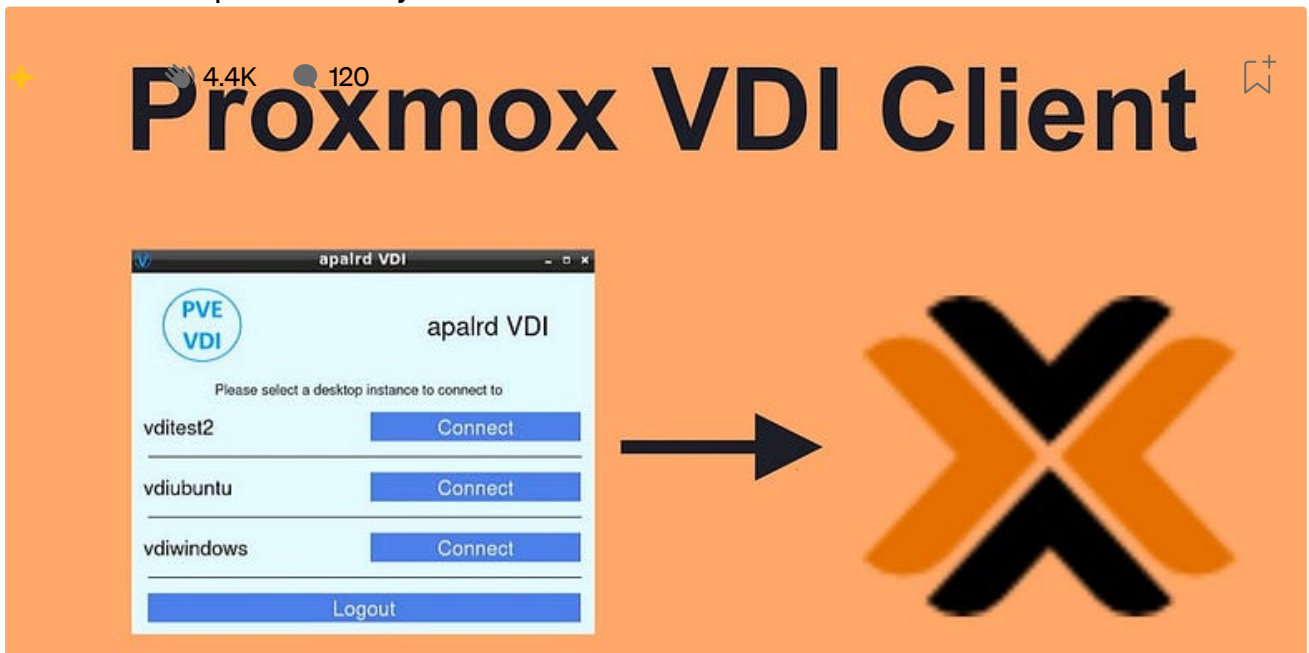 4.4K 120
Proxmox VDI Client
apalrd VDI
PVE
VDI
apalrd VDI
Please select a desktop instance to connect to
vditest2 Connect
vdiubuntu Connect
vdiwindows Connect
Logout